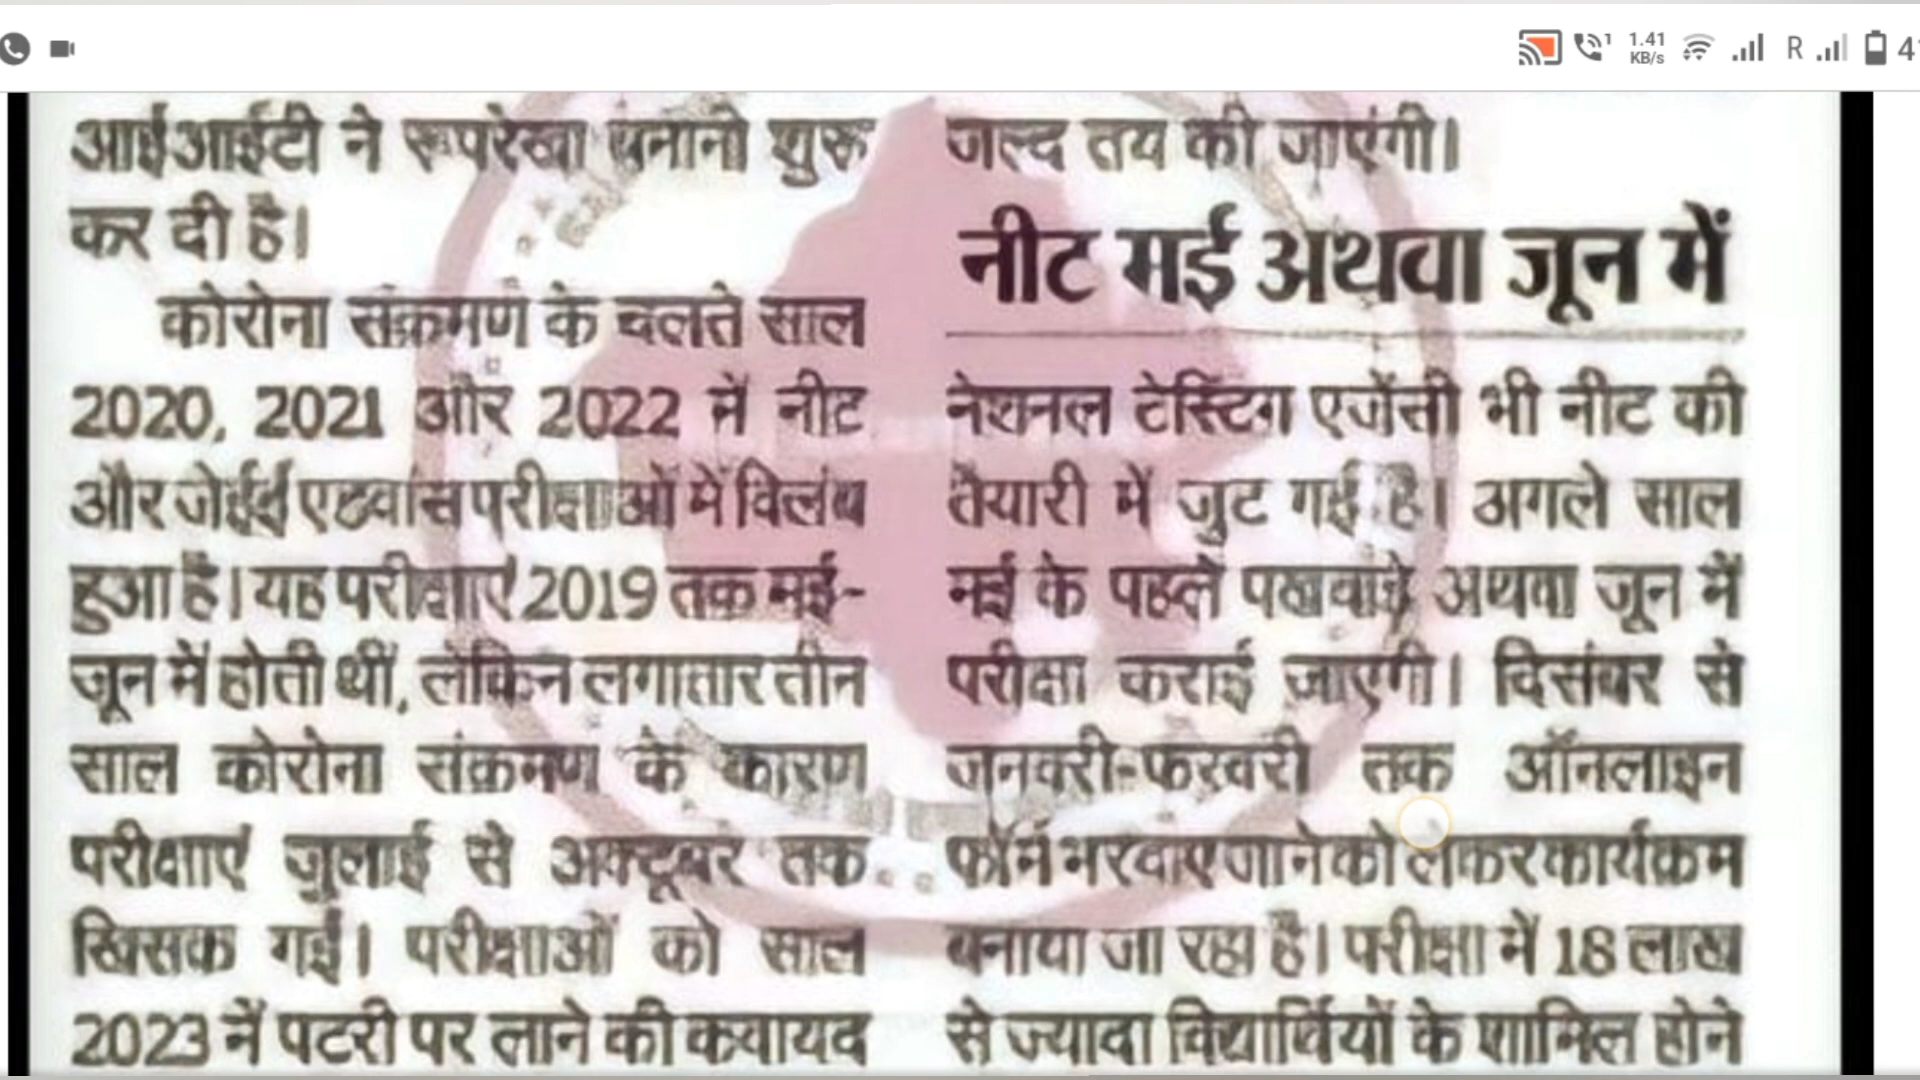 1.41
KB/s
R
आईआईटी ने रूपरेखा बनानी शुरू
कर दी है।
कोरोना संक्रमण के चलते साल
2020, 2021 और 2022 में नीट
और जेईई एडवांस परीक्षाओं में विलंब
हुआ है। यह परीक्षाएं 2019 तक मई-
जून में होती थीं, लेकिन लगातार तीन
साल कोरोना संक्रमण के कारण
परीक्षाएं जुलाई से अक्टूबर तक
खिसक गईं। परीक्षाओं को साल
2023 में पटरी पर लाने की कवायद
जल्द तय की जाएंगी।
नीट मई अथवा जून में
नेशनल टेस्टिंग एजेंसी भी नीट की
तैयारी में जुट गई है। अगले साल
मई के पहले पखवाड़े अथवा जून में
परीक्षा कराई जाएगी। दिसंबर से
जनवरी-फरवरी तक ऑनलाइन
फॉर्म भरवाए जाने को लेकर कार्यक्रम
बनाया जा रहा है। परीक्षा में 18 लाख
से ज्यादा विद्यार्थियों के शामिल होने